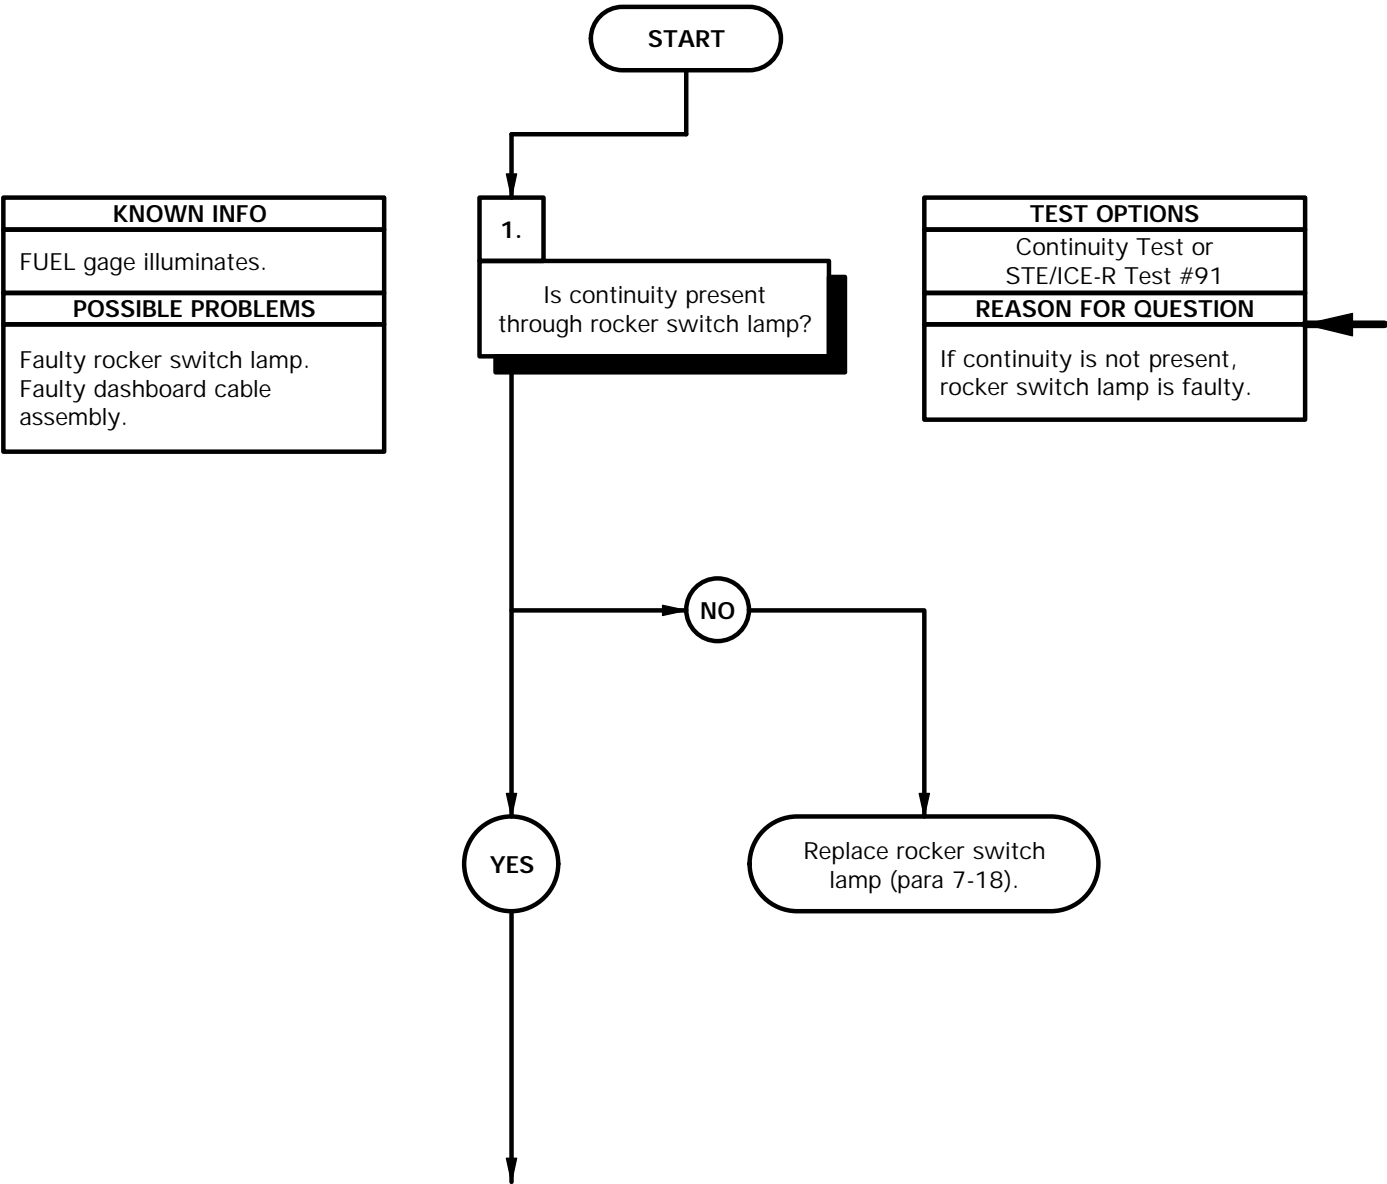 START
KNOWN INFO
FUEL gage illuminates.
POSSIBLE PROBLEMS
Faulty rocker switch lamp.
Faulty dashboard cable
assembly.
1.
Is continuity present
through rocker switch lamp?
TEST OPTIONS
Continuity Test or
STE/ICE-R Test #91
REASON FOR QUESTION
If continuity is not present,
rocker switch lamp is faulty.
NO
YES
Replace rocker switch
lamp (para 7-18).